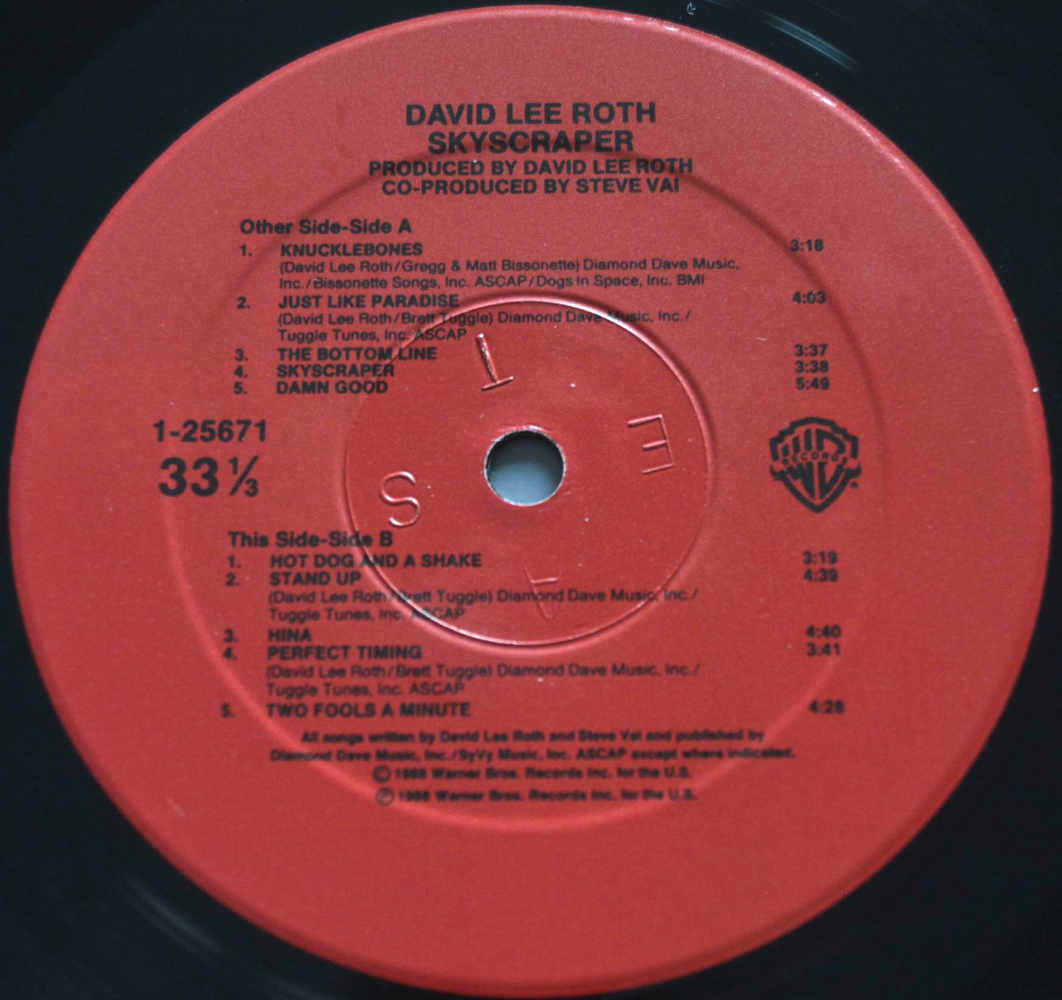 DAVID LEE ROTH
SKYSCRAPER
PRODUCED BY DAVID LEE ROTH
CO-PRODUCED BY STEVE VAI
Other Side-Side A
1. KNUCKLEBONES 3:18
(David Lee Roth/Gregg & Matt Bissonette) Diamond Dave Music,
Inc./Bissonette Songs, Inc. ASCAP/Dogs in Space, Inc. BMI
2. JUST LIKE PARADISE 4:03
(David Lee Roth/Brett Tuggle) Diamond Dave Music, Inc./
Tuggle Tunes, Inc. ASCAP
3. THE BOTTOM LINE 3:37
4. SKYSCRAPER 3:38
5. DAMN GOOD 5:49
1-25671
33 ⅓
WB
RECORDS
S T E A
This Side-Side B
1. HOT DOG AND A SHAKE 3:19
2. STAND UP 4:39
(David Lee Roth/Brett Tuggle) Diamond Dave Music, Inc./
Tuggle Tunes, Inc. ASCAP
3. HINA 4:40
4. PERFECT TIMING 3:41
(David Lee Roth/Brett Tuggle) Diamond Dave Music, Inc./
Tuggle Tunes, Inc. ASCAP
5. TWO FOOLS A MINUTE 4:28
All songs written by David Lee Roth and Steve Vai and published by
Diamond Dave Music, Inc./SyVy Music, Inc. ASCAP except where indicated.
©1988 Warner Bros. Records Inc. for the U.S.
℗1988 Warner Bros. Records Inc. for the U.S.